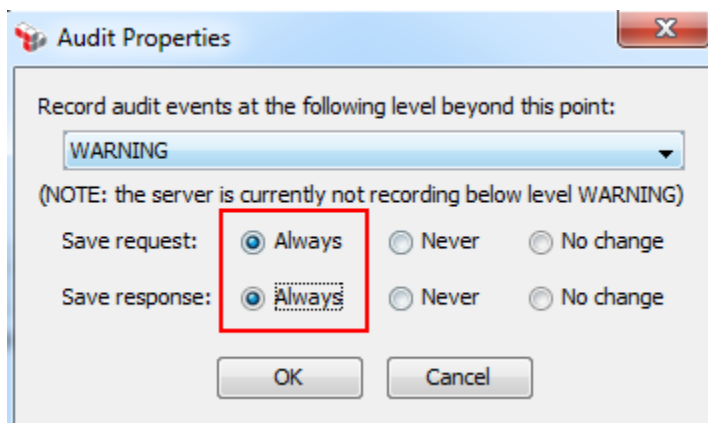 Audit Properties
Record audit events at the following level beyond this point:
WARNING
(NOTE: the server is currently not recording below level WARNING)
Save request: Always Never No change
Save response: Always Never No change
OK Cancel